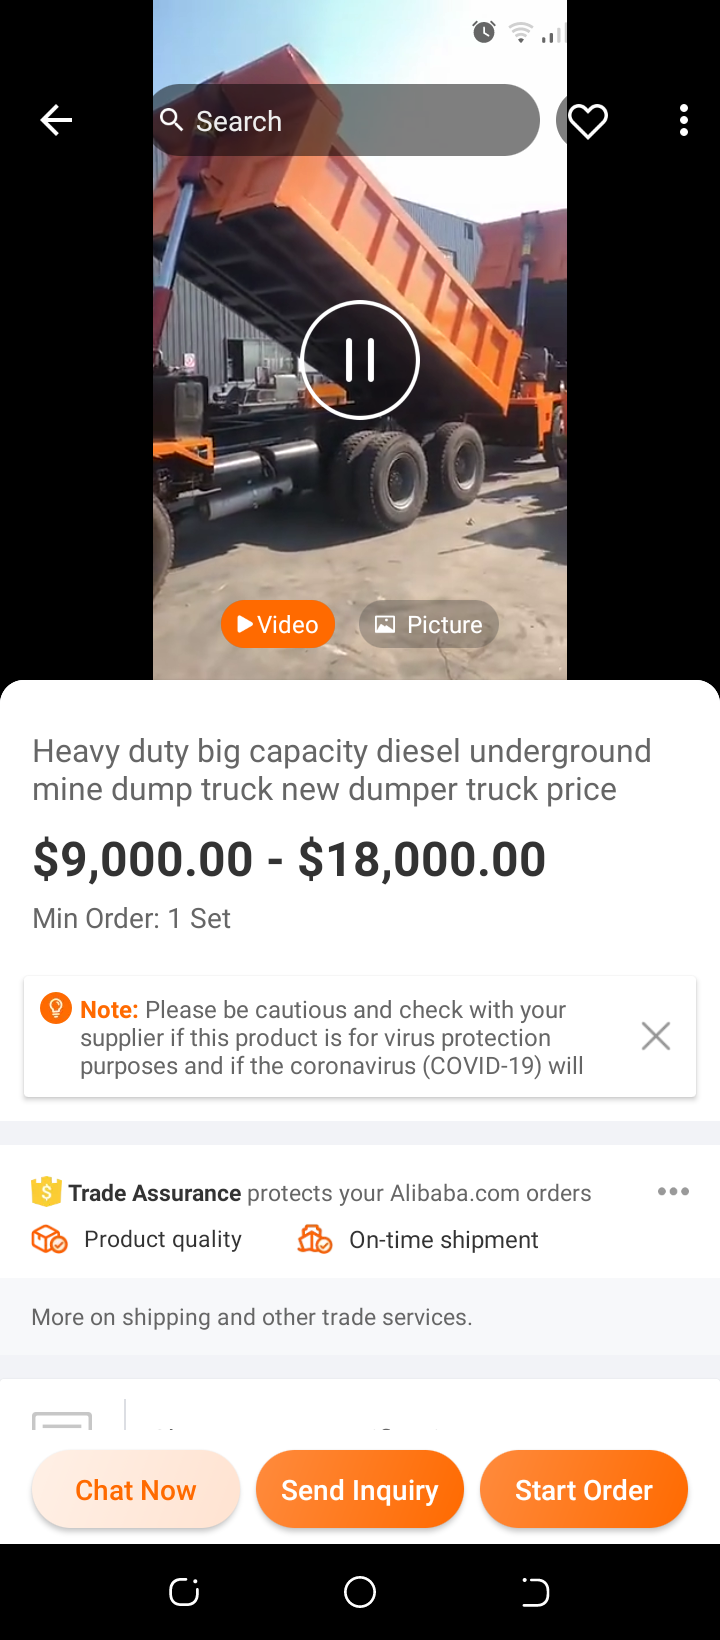 Search
Video
Picture
Heavy duty big capacity diesel underground
mine dump truck new dumper truck price
$9,000.00 - $18,000.00
Min Order: 1 Set
Note: Please be cautious and check with your
supplier if this product is for virus protection
purposes and if the coronavirus (COVID-19) will
Trade Assurance protects your Alibaba.com orders
Product quality
On-time shipment
More on shipping and other trade services.
Chat Now
Send Inquiry
Start Order